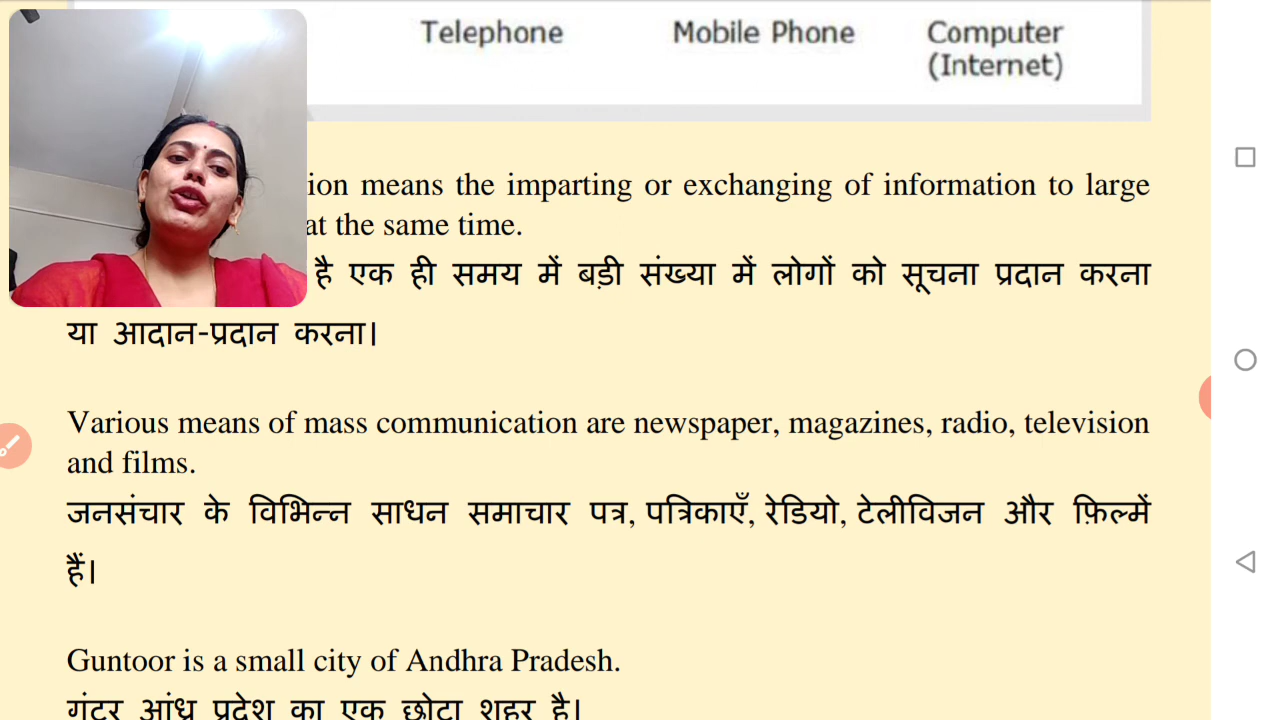 Telephone Mobile Phone Computer
(Internet)
ion means the imparting or exchanging of information to large
at the same time.
है एक ही समय में बड़ी संख्या में लोगों को सूचना प्रदान करना
या आदान-प्रदान करना।
Various means of mass communication are newspaper, magazines, radio, television
and films.
जनसंचार के विभिन्न साधन समाचार पत्र, पत्रिकाएँ, रेडियो, टेलीविजन और फ़िल्में
हैं।
Guntoor is a small city of Andhra Pradesh.
गुंटूर आंध्र प्रदेश का एक छोटा शहर है।